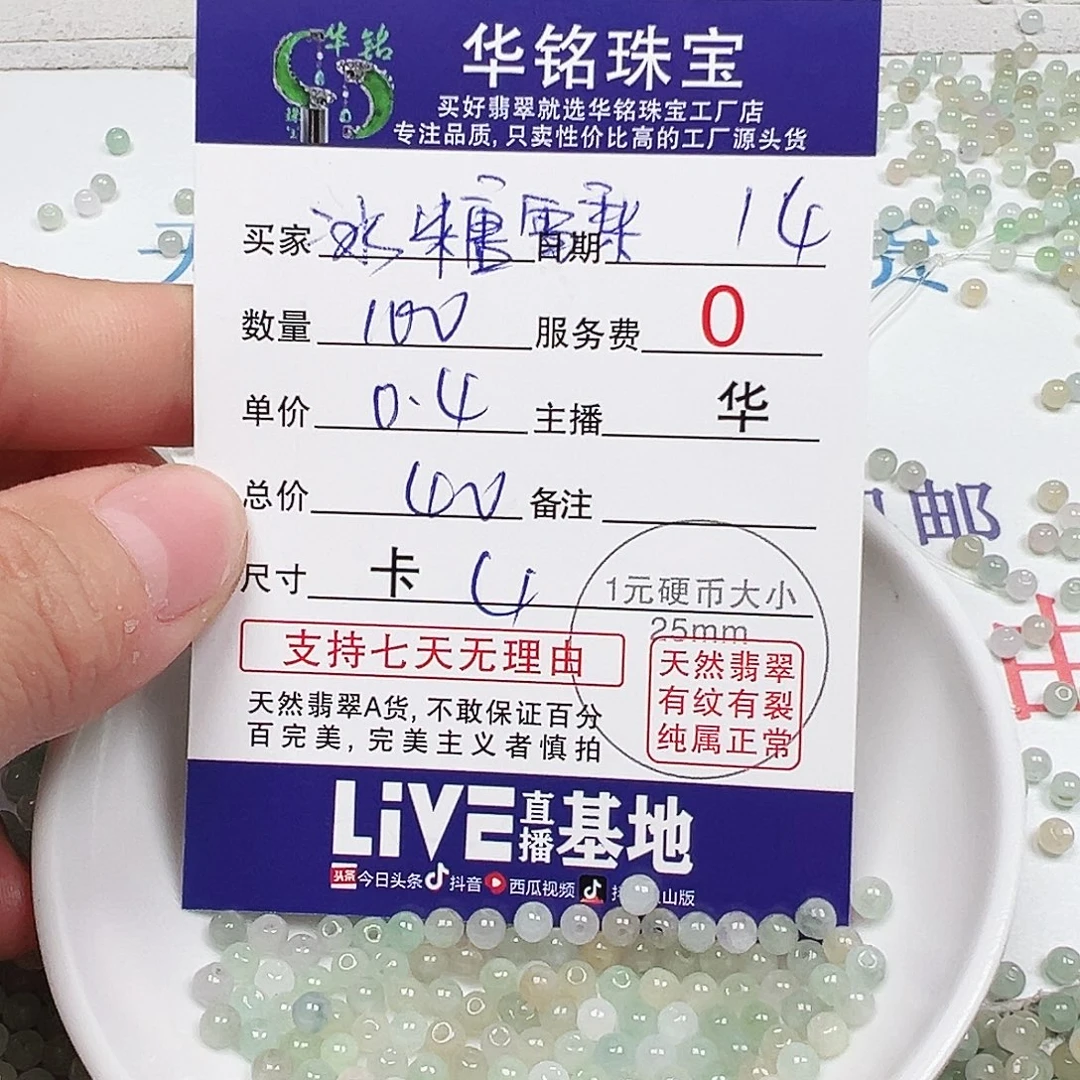 华铭
华铭珠宝
买好翡翠就选华铭珠宝工厂店
专注品质,只卖性价比高的工厂源头货
买家 冰糖雪梨 日期 14
数量 100 服务费 0
单价 0.4 主播 华
总价 40 备注
尺寸 卡 4
1元硬币大小
25mm
支持七天无理由
天然翡翠
有纹有裂
纯属正常
天然翡翠A货,不敢保证百分
百完美,完美主义者慎拍
LiVE直播基地
头条 今日头条 抖音 西瓜视频
山版
邮